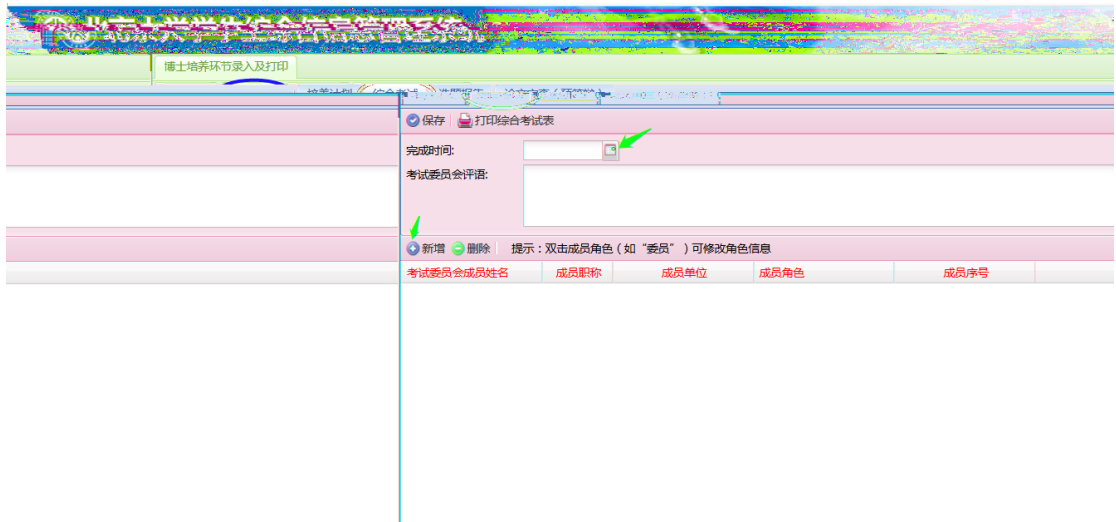 博士培养环节录入及打印
保存 打印综合考试表
完成时间:
考试委员会评语:
新增 删除 提示：双击成员角色（如“委员”）可修改角色信息
考试委员会成员姓名 成员职称 成员单位 成员角色 成员序号